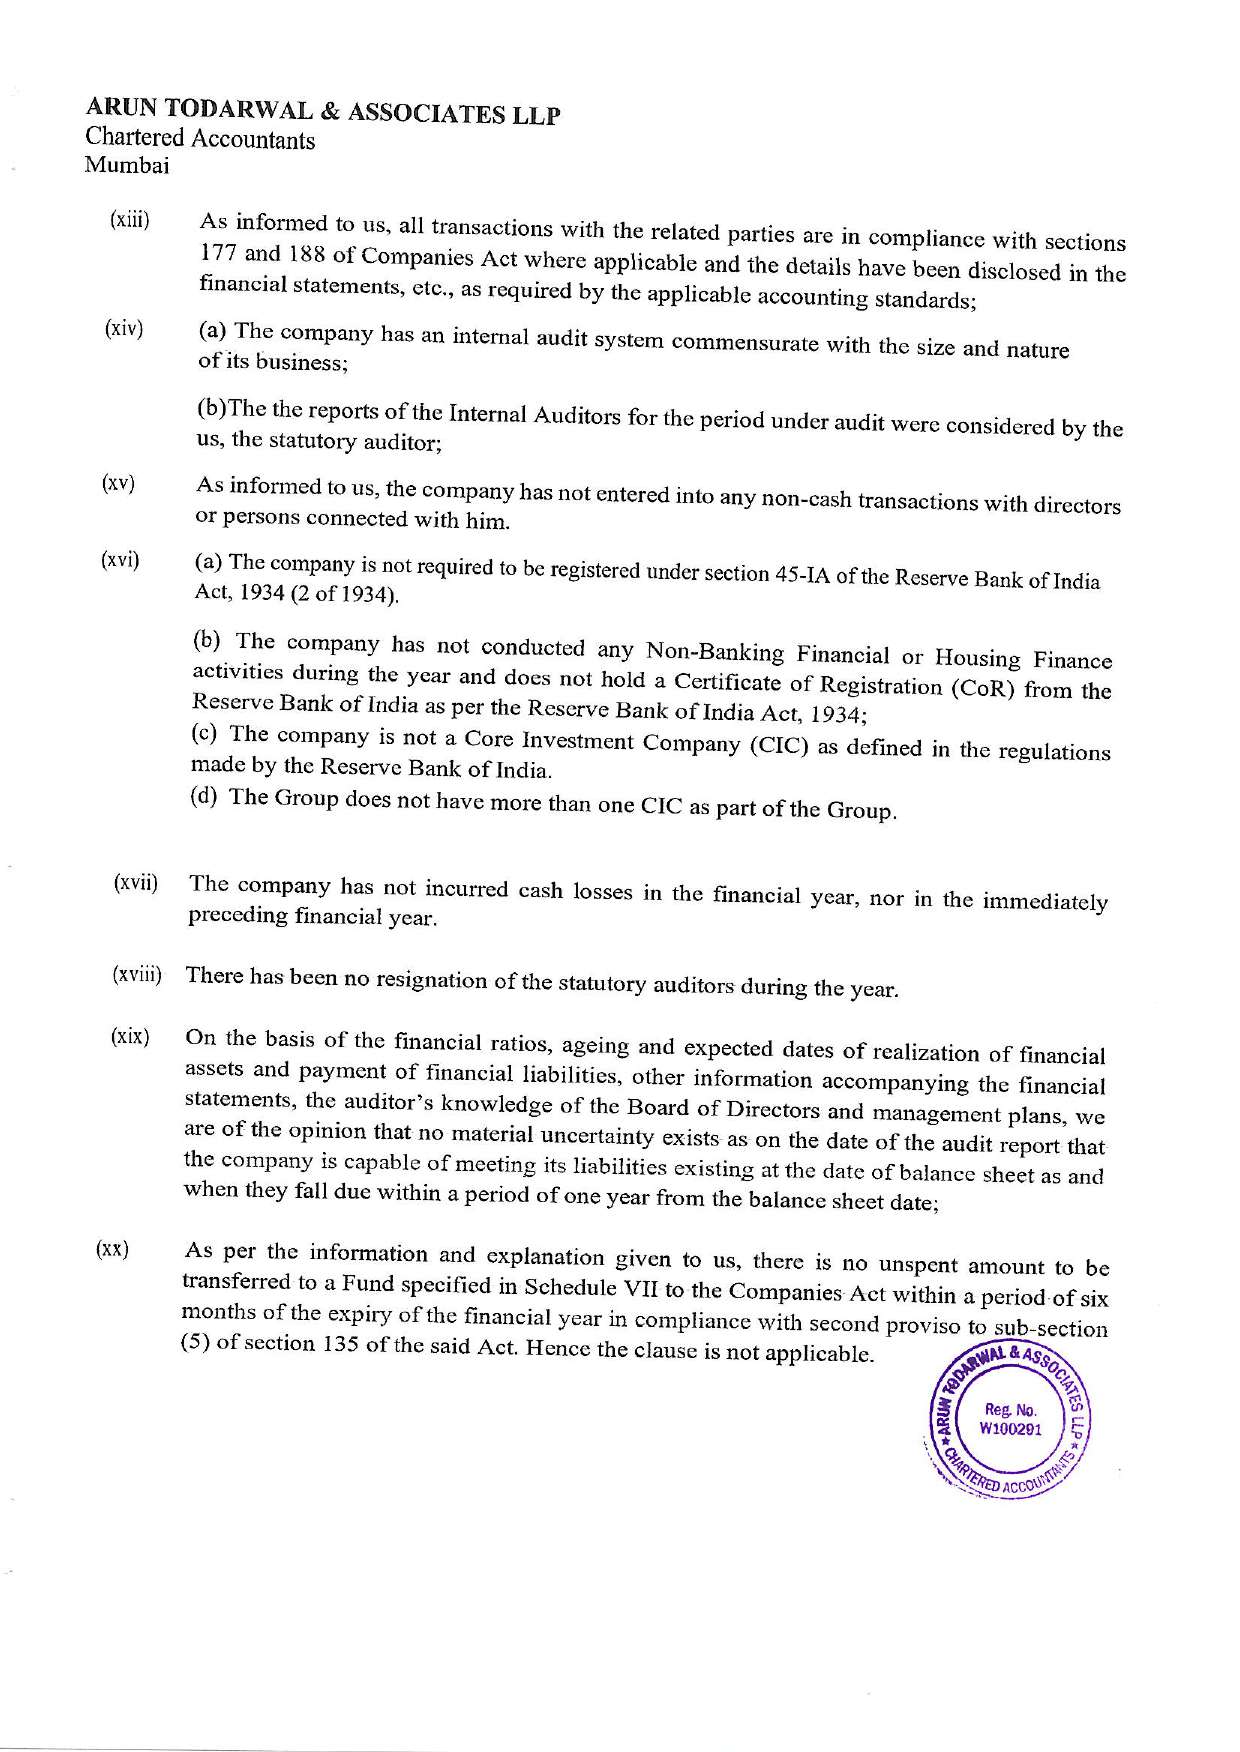 ARUN TODARWAL & ASSOCIATES LLP
Chartered Accountants
Mumbai
(xiii) As informed to us, all transactions with the related parties are in compliance with sections
177 and 188 of Companies Act where applicable and the details have been disclosed in the
financial statements, etc., as required by the applicable accounting standards;
(xiv) (a) The company has an internal audit system commensurate with the size and nature
of its business;
(b)The the reports of the Internal Auditors for the period under audit were considered by the
us, the statutory auditor;
(xv) As informed to us, the company has not entered into any non-cash transactions with directors
or persons connected with him.
(xvi) (a) The company is not required to be registered under section 45-IA of the Reserve Bank of India
Act, 1934 (2 of 1934).
(b) The company has not conducted any Non-Banking Financial or Housing Finance
activities during the year and does not hold a Certificate of Registration (CoR) from the
Reserve Bank of India as per the Reserve Bank of India Act, 1934;
(c) The company is not a Core Investment Company (CIC) as defined in the regulations
made by the Reserve Bank of India.
(d) The Group does not have more than one CIC as part of the Group.
(xvii) The company has not incurred cash losses in the financial year, nor in the immediately
preceding financial year.
(xviii) There has been no resignation of the statutory auditors during the year.
(xix) On the basis of the financial ratios, ageing and expected dates of realization of financial
assets and payment of financial liabilities, other information accompanying the financial
statements, the auditor's knowledge of the Board of Directors and management plans, we
are of the opinion that no material uncertainty exists as on the date of the audit report that
the company is capable of meeting its liabilities existing at the date of balance sheet as and
when they fall due within a period of one year from the balance sheet date;
(xx) As per the information and explanation given to us, there is no unspent amount to be
transferred to a Fund specified in Schedule VII to the Companies Act within a period of six
months of the expiry of the financial year in compliance with second proviso to sub-section
(5) of section 135 of the said Act. Hence the clause is not applicable.
ARUN TODARWAL & ASSOCIATES LLP
Reg. No.
W100291
★ CHARTERED ACCOUNTANTS ★